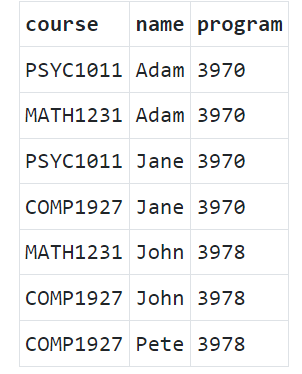 course name program
PSYC1011 Adam 3970
MATH1231 Adam 3970
PSYC1011 Jane 3970
COMP1927 Jane 3970
MATH1231 John 3978
COMP1927 John 3978
COMP1927 Pete 3978